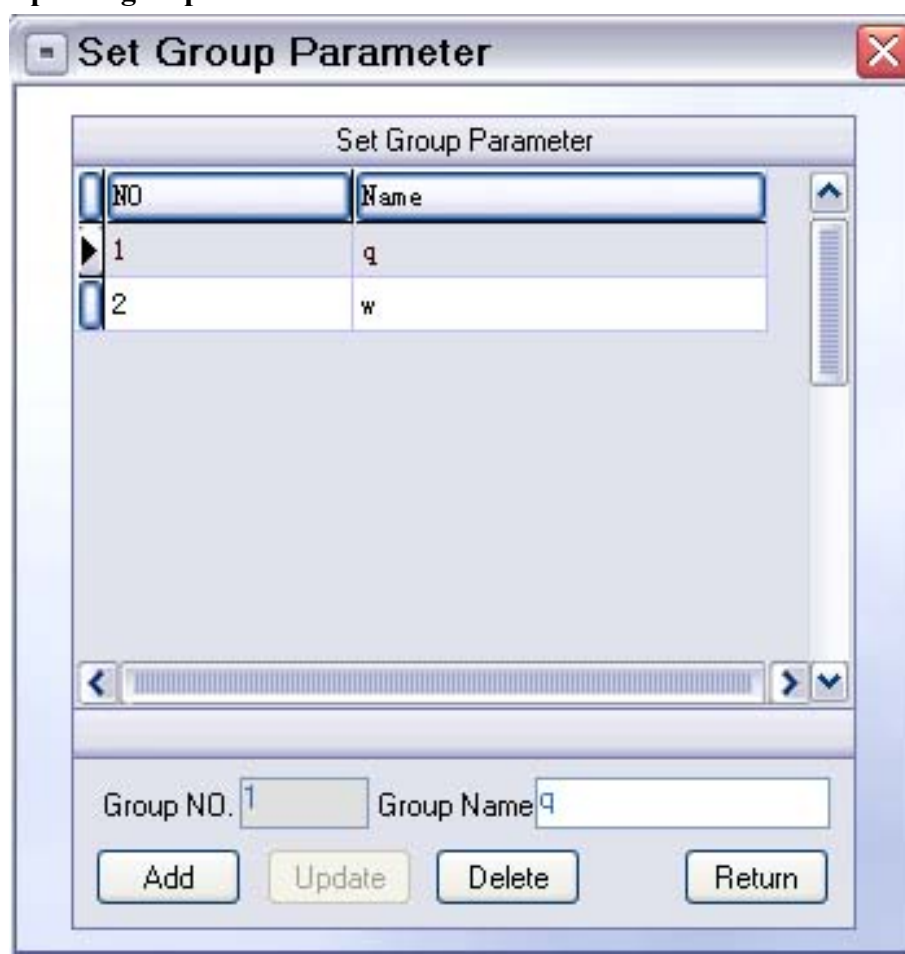 Set Group Parameter
Set Group Parameter
NO Name
1 q
2 w
Group NO. 1 Group Name q
Add Update Delete Return